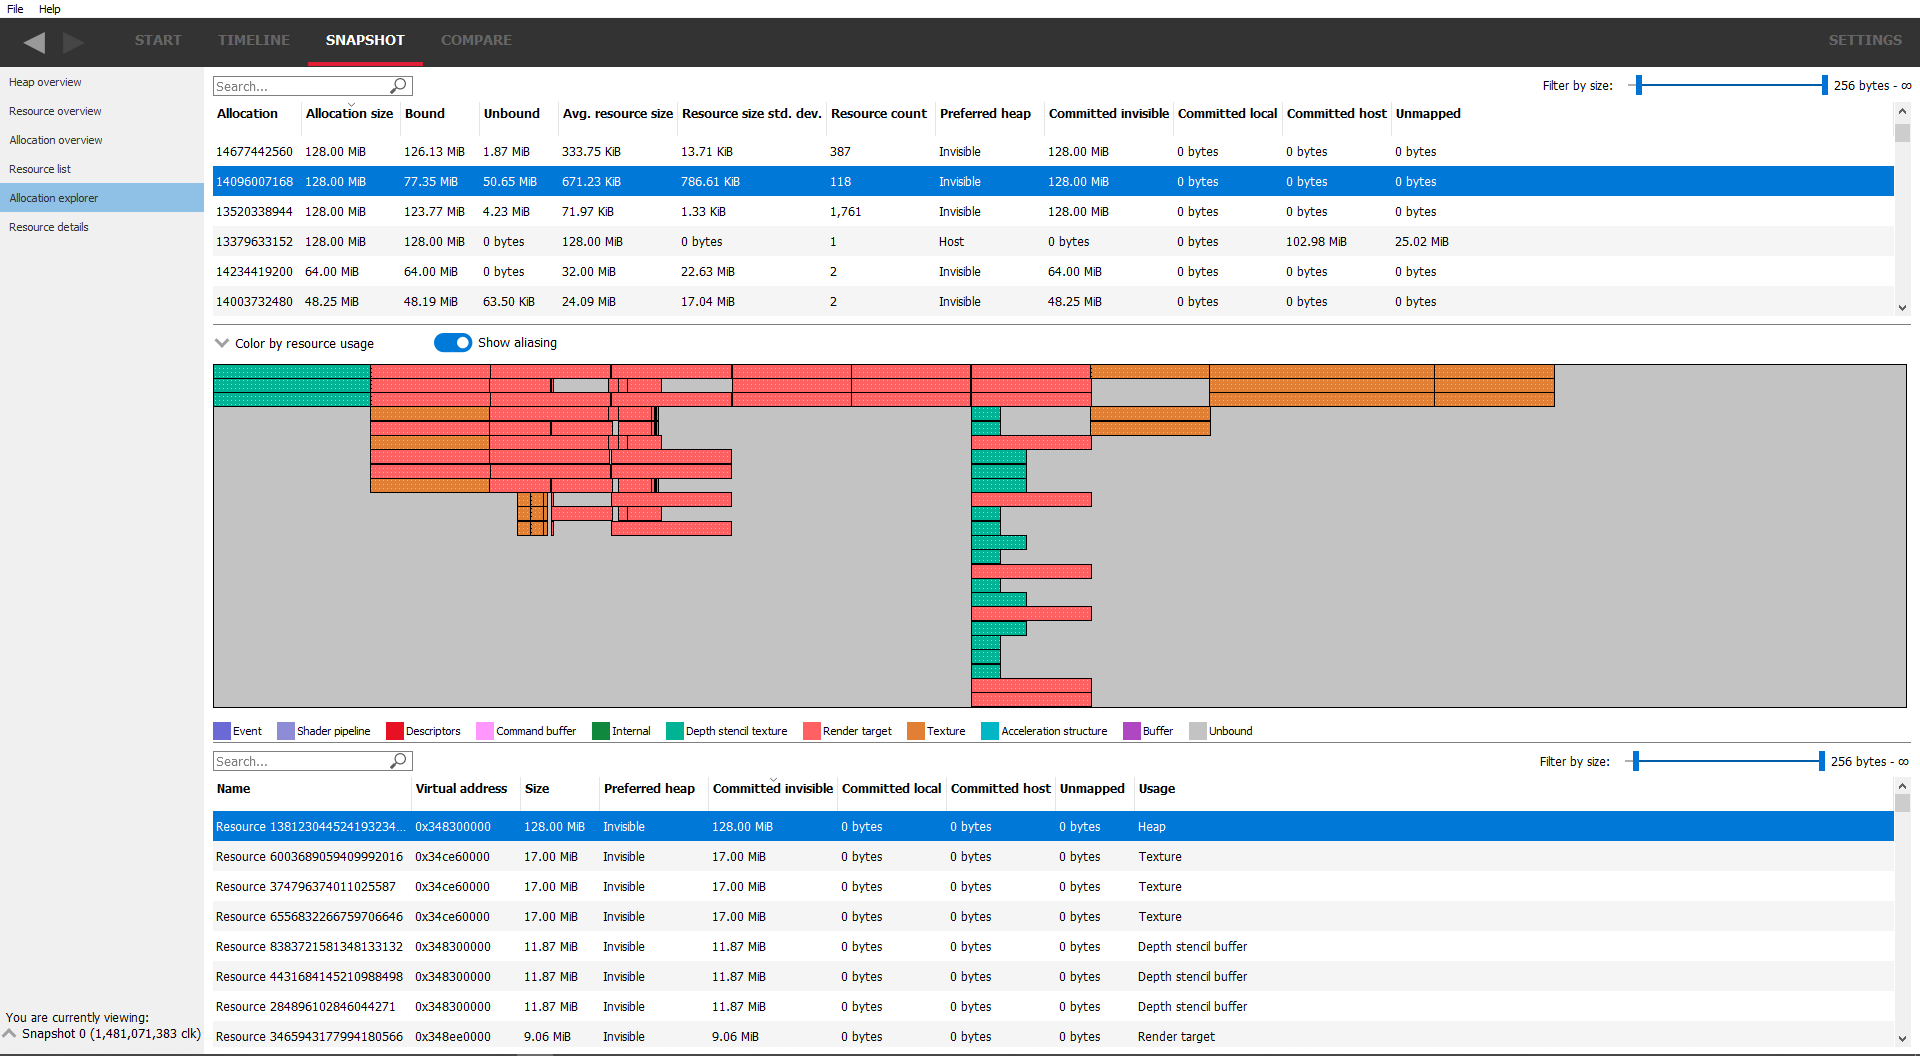 File Help
START TIMELINE SNAPSHOT COMPARE SETTINGS
Heap overview
Resource overview
Allocation overview
Resource list
Allocation explorer
Resource details
You are currently viewing:
Snapshot 0 (1,481,071,383 clk)
Search... Filter by size: 256 bytes - ∞
Allocation Allocation size Bound Unbound Avg. resource size Resource size std. dev. Resource count Preferred heap Committed invisible Committed local Committed host Unmapped
14677442560 128.00 MiB 126.13 MiB 1.87 MiB 333.75 KiB 13.71 KiB 387 Invisible 128.00 MiB 0 bytes 0 bytes 0 bytes
14096007168 128.00 MiB 77.35 MiB 50.65 MiB 671.23 KiB 786.61 KiB 118 Invisible 128.00 MiB 0 bytes 0 bytes 0 bytes
13520338944 128.00 MiB 123.77 MiB 4.23 MiB 71.97 KiB 1.33 KiB 1,761 Invisible 128.00 MiB 0 bytes 0 bytes 0 bytes
13379633152 128.00 MiB 128.00 MiB 0 bytes 128.00 MiB 0 bytes 1 Host 0 bytes 0 bytes 102.98 MiB 25.02 MiB
14234419200 64.00 MiB 64.00 MiB 0 bytes 32.00 MiB 22.63 MiB 2 Invisible 64.00 MiB 0 bytes 0 bytes 0 bytes
14003732480 48.25 MiB 48.19 MiB 63.50 KiB 24.09 MiB 17.04 MiB 2 Invisible 48.25 MiB 0 bytes 0 bytes 0 bytes
Color by resource usage Show aliasing
Event Shader pipeline Descriptors Command buffer Internal Depth stencil texture Render target Texture Acceleration structure Buffer Unbound
Search... Filter by size: 256 bytes - ∞
Name Virtual address Size Preferred heap Committed invisible Committed local Committed host Unmapped Usage
Resource 138123044524193234... 0x348300000 128.00 MiB Invisible 128.00 MiB 0 bytes 0 bytes 0 bytes Heap
Resource 6003689059409992016 0x34ce60000 17.00 MiB Invisible 17.00 MiB 0 bytes 0 bytes 0 bytes Texture
Resource 374796374011025587 0x34ce60000 17.00 MiB Invisible 17.00 MiB 0 bytes 0 bytes 0 bytes Texture
Resource 6556832266759706646 0x34ce60000 17.00 MiB Invisible 17.00 MiB 0 bytes 0 bytes 0 bytes Texture
Resource 8383721581348133132 0x348300000 11.87 MiB Invisible 11.87 MiB 0 bytes 0 bytes 0 bytes Depth stencil buffer
Resource 4431684145210988498 0x348300000 11.87 MiB Invisible 11.87 MiB 0 bytes 0 bytes 0 bytes Depth stencil buffer
Resource 284896102846044271 0x348300000 11.87 MiB Invisible 11.87 MiB 0 bytes 0 bytes 0 bytes Depth stencil buffer
Resource 3465943177994180566 0x348ee0000 9.06 MiB Invisible 9.06 MiB 0 bytes 0 bytes 0 bytes Render target